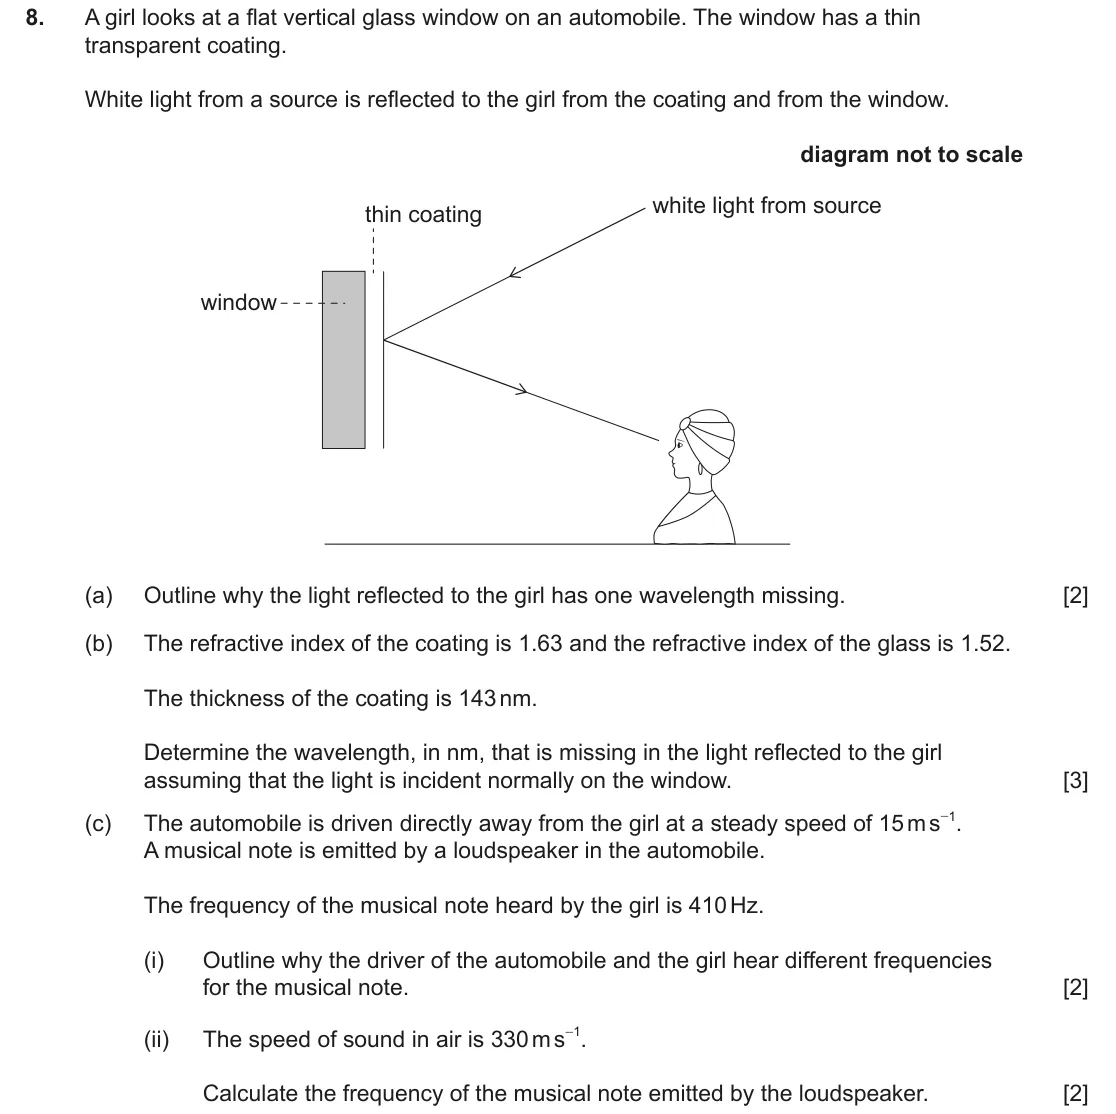 8. A girl looks at a flat vertical glass window on an automobile. The window has a thin
transparent coating.
White light from a source is reflected to the girl from the coating and from the window.
diagram not to scale
white light from source
thin coating
window
(a) Outline why the light reflected to the girl has one wavelength missing. [2]
(b) The refractive index of the coating is 1.63 and the refractive index of the glass is 1.52.
The thickness of the coating is 143 nm.
Determine the wavelength, in nm, that is missing in the light reflected to the girl
assuming that the light is incident normally on the window. [3]
(c) The automobile is driven directly away from the girl at a steady speed of 15 m s⁻¹.
A musical note is emitted by a loudspeaker in the automobile.
The frequency of the musical note heard by the girl is 410 Hz.
(i) Outline why the driver of the automobile and the girl hear different frequencies
for the musical note. [2]
(ii) The speed of sound in air is 330 m s⁻¹.
Calculate the frequency of the musical note emitted by the loudspeaker. [2]